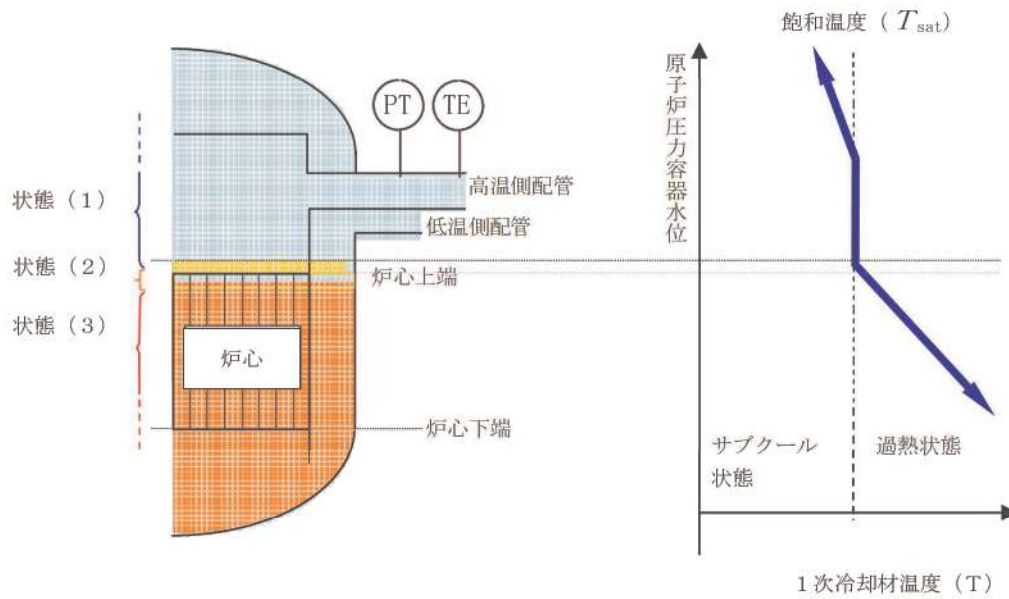 飽和温度（Tsat）
原子炉圧力容器水位
PT
TE
高温側配管
低温側配管
状態（1）
状態（2）
状態（3）
炉心上端
炉心
炉心下端
サブクール
状態
過熱状態
1次冷却材温度（T）